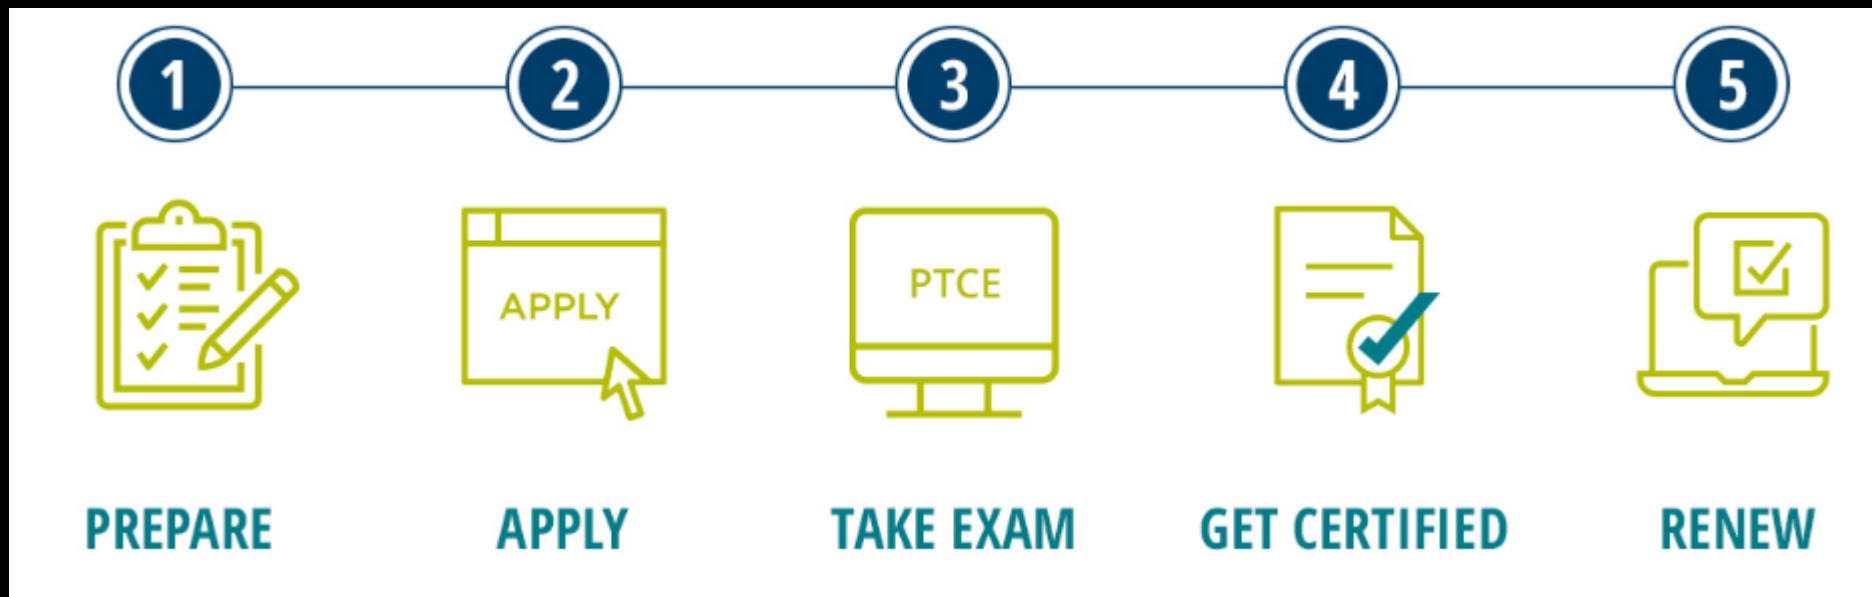 1 2 3 4 5
APPLY
PTCE
PREPARE APPLY TAKE EXAM GET CERTIFIED RENEW